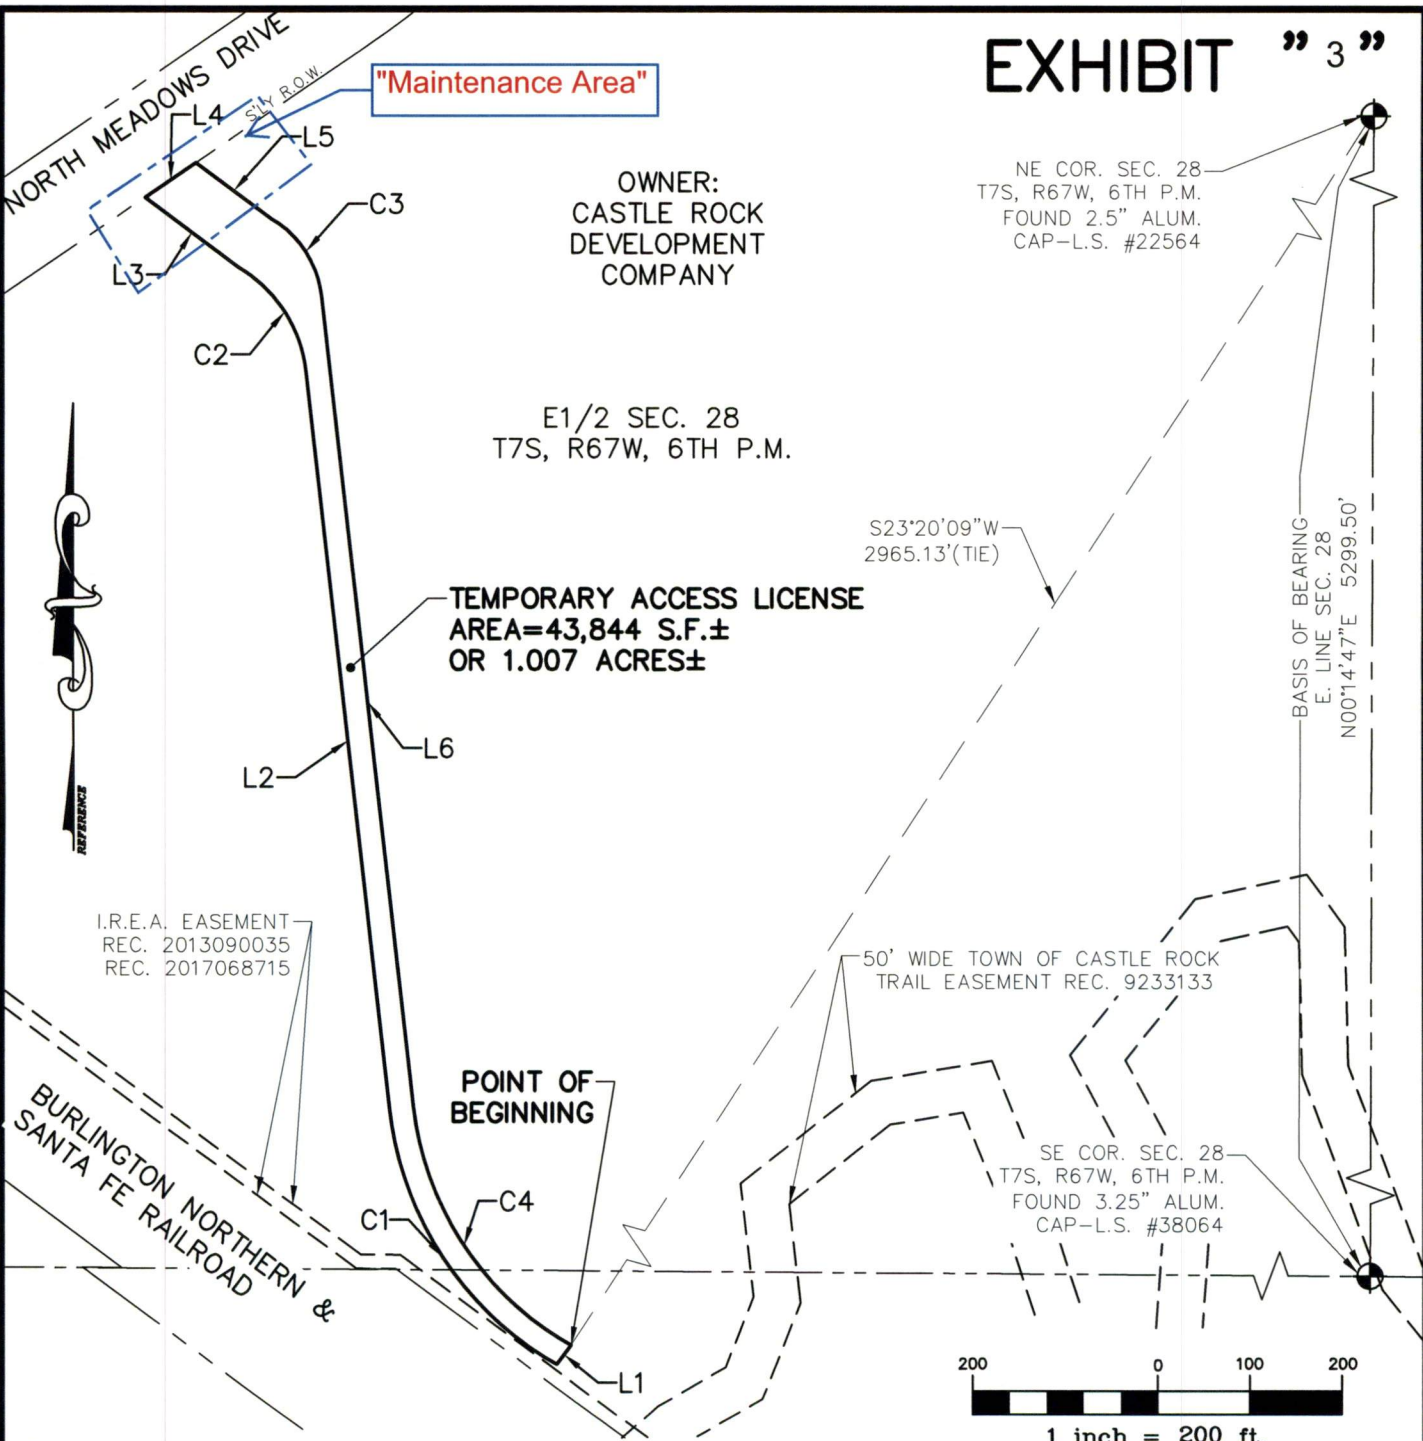 EXHIBIT " 3 "
NORTH MEADOWS DRIVE
S'LY R.O.W.
"Maintenance Area"
L4
L5
C3
L3
C2
OWNER:
CASTLE ROCK
DEVELOPMENT
COMPANY
NE COR. SEC. 28
T7S, R67W, 6TH P.M.
FOUND 2.5" ALUM.
CAP-L.S. #22564
E1/2 SEC. 28
T7S, R67W, 6TH P.M.
S23°20'09"W
2965.13'(TIE)
BASIS OF BEARING
E. LINE SEC. 28
N00°14'47"E 5299.50'
TEMPORARY ACCESS LICENSE
AREA=43,844 S.F.±
OR 1.007 ACRES±
L6
L2
REFERENCE
I.R.E.A. EASEMENT
REC. 2013090035
REC. 2017068715
50' WIDE TOWN OF CASTLE ROCK
TRAIL EASEMENT REC. 9233133
POINT OF
BEGINNING
BURLINGTON NORTHERN &
SANTA FE RAILROAD
C1
C4
SE COR. SEC. 28
T7S, R67W, 6TH P.M.
FOUND 3.25" ALUM.
CAP-L.S. #38064
L1
200 0 100 200
1 inch = 200 ft.